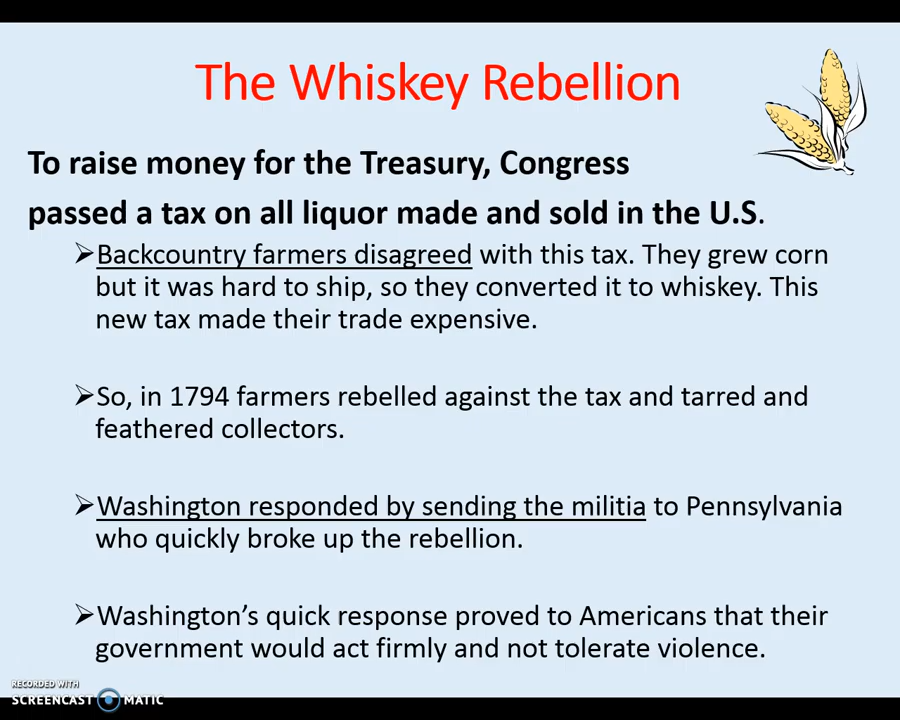 The Whiskey Rebellion
To raise money for the Treasury, Congress
passed a tax on all liquor made and sold in the U.S.
➢Backcountry farmers disagreed with this tax. They grew corn
but it was hard to ship, so they converted it to whiskey. This
new tax made their trade expensive.
➢So, in 1794 farmers rebelled against the tax and tarred and
feathered collectors.
➢Washington responded by sending the militia to Pennsylvania
who quickly broke up the rebellion.
➢Washington’s quick response proved to Americans that their
government would act firmly and not tolerate violence.
RECORDED WITH
SCREENCAST MATIC